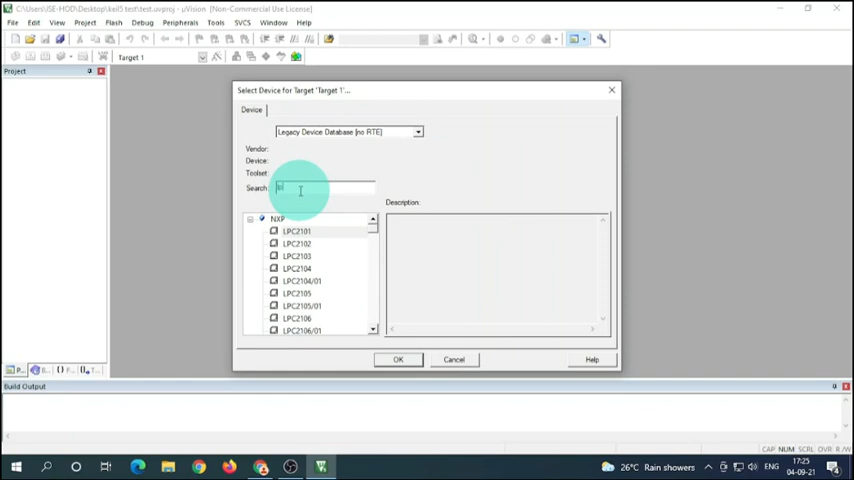 C:\Users\JSE-HOD\Desktop\keil5 test\test.uvproj - µVision [Non-Commercial Use License]
File Edit View Project Flash Debug Peripherals Tools SVCS Window Help
Target 1
Project
Select Device for Target 'Target 1'...
Device
Legacy Device Database [no RTE]
Vendor:
Device:
Toolset:
Search:
Description:
NXP
LPC2101
LPC2102
LPC2103
LPC2104
LPC2104/01
LPC2105
LPC2105/01
LPC2106
LPC2106/01
OK Cancel Help
P... B... {} F... T...
Build Output
CAP NUM SCRL OVR R/W
26°C Rain showers ENG 17:25
04-09-21 4